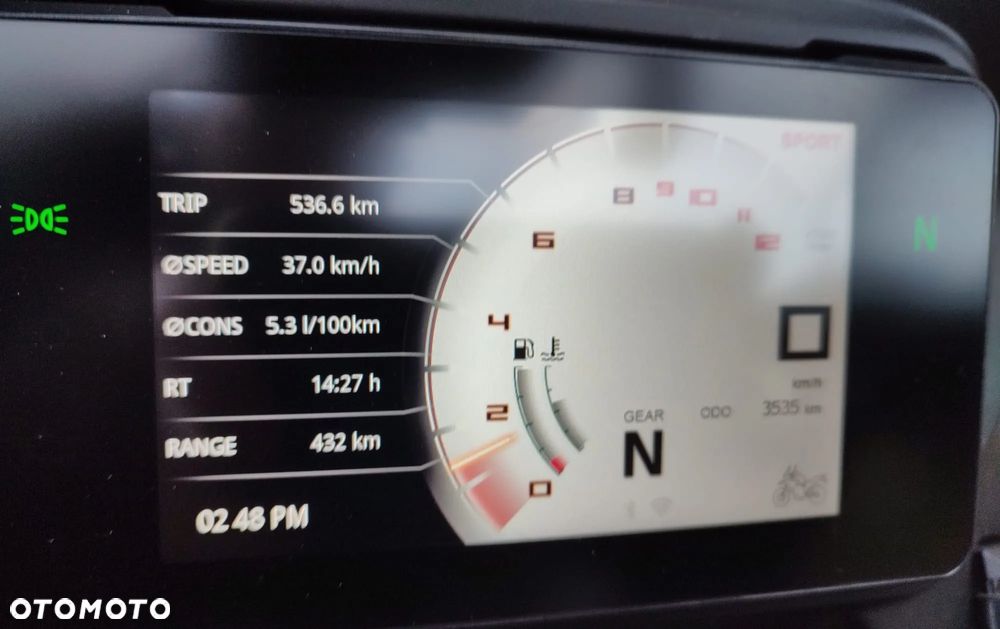 TRIP 536.6 km
ØSPEED 37.0 km/h
ØCONS 5.3 l/100km
RT 14:27 h
RANGE 432 km
02 48 PM
SPORT
0
2
4
6
8
9
10
11
12
0
km/h
GEAR
N
ODO 3535 km
N
OTOMOTO